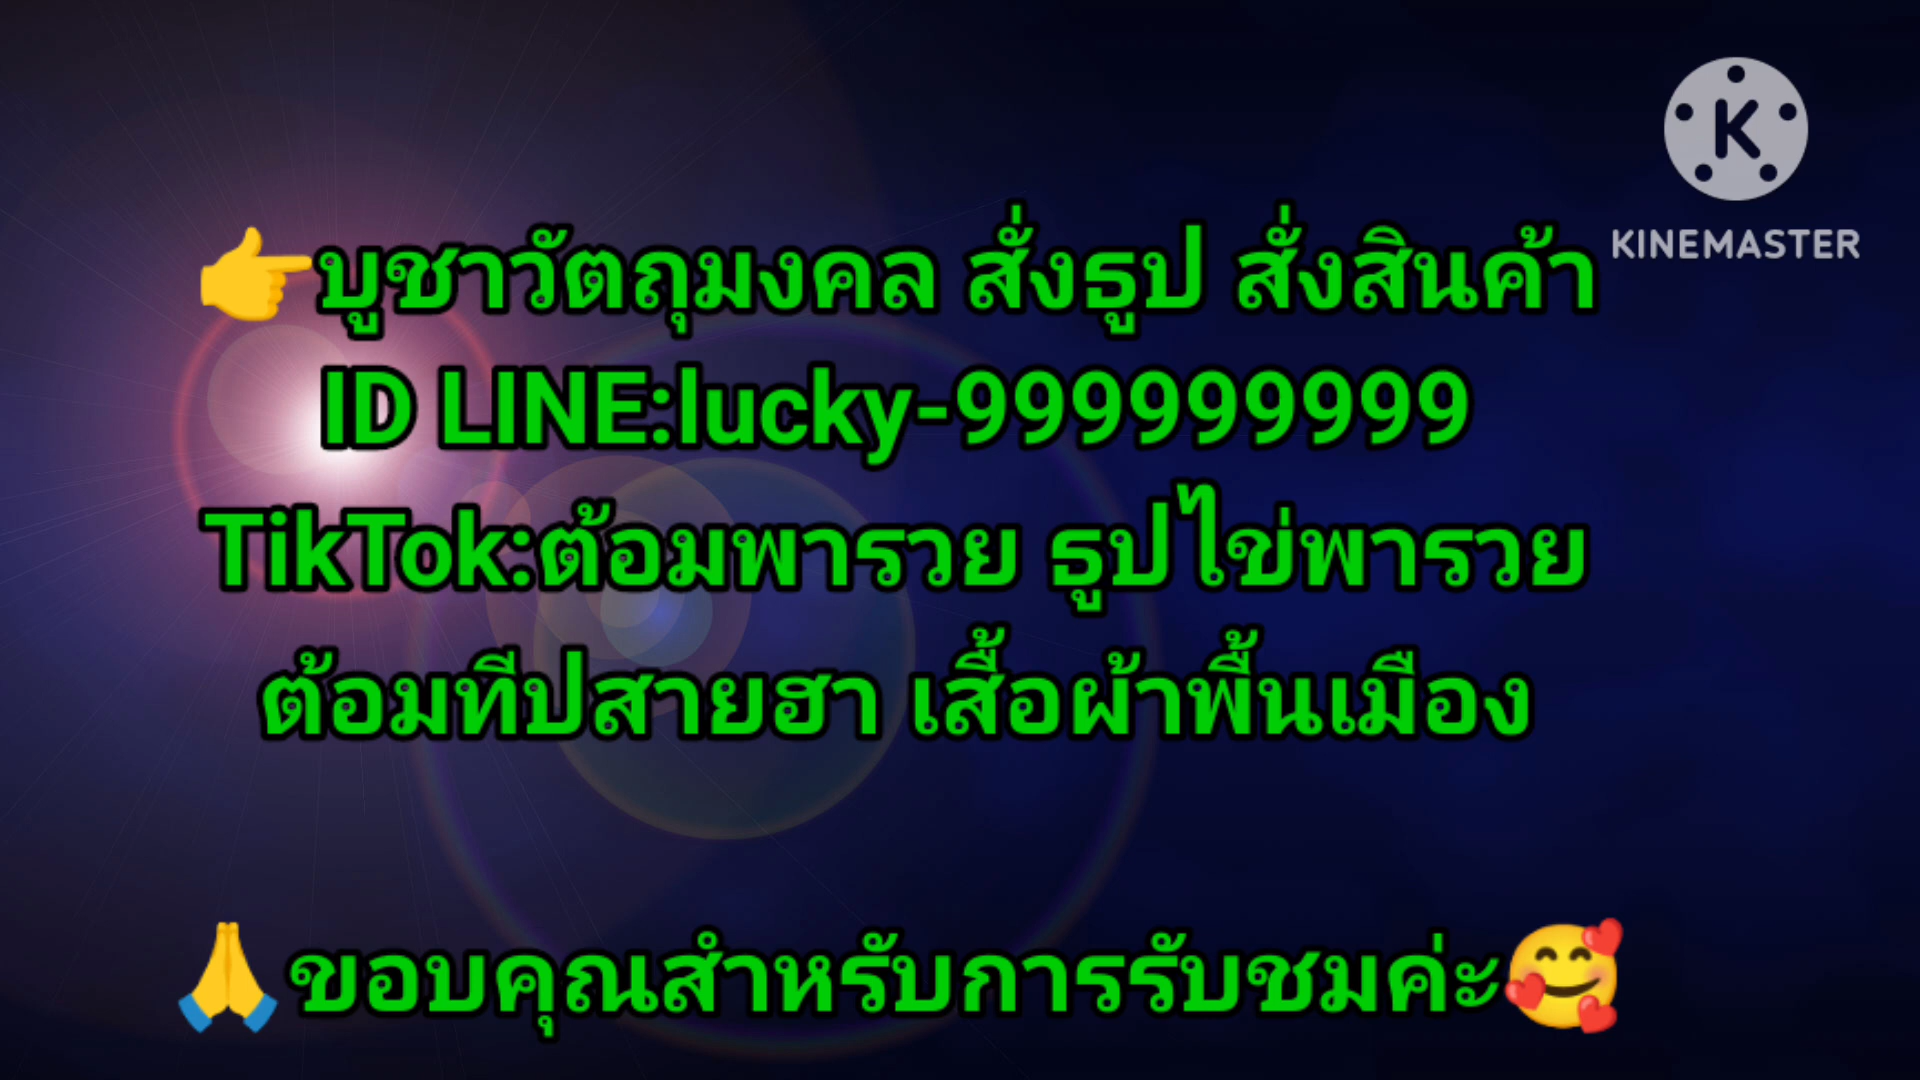 👉บูชาวัตถุมงคล สั่งธูป สั่งสินค้า
ID LINE:lucky-999999999
TikTok:ต้อมพารวย ธูปไข่พารวย
ต้อมทีปสายฮา เสื้อผ้าพื้นเมือง
🙏ขอบคุณสำหรับการรับชมค่ะ🥰
K
KINEMASTER